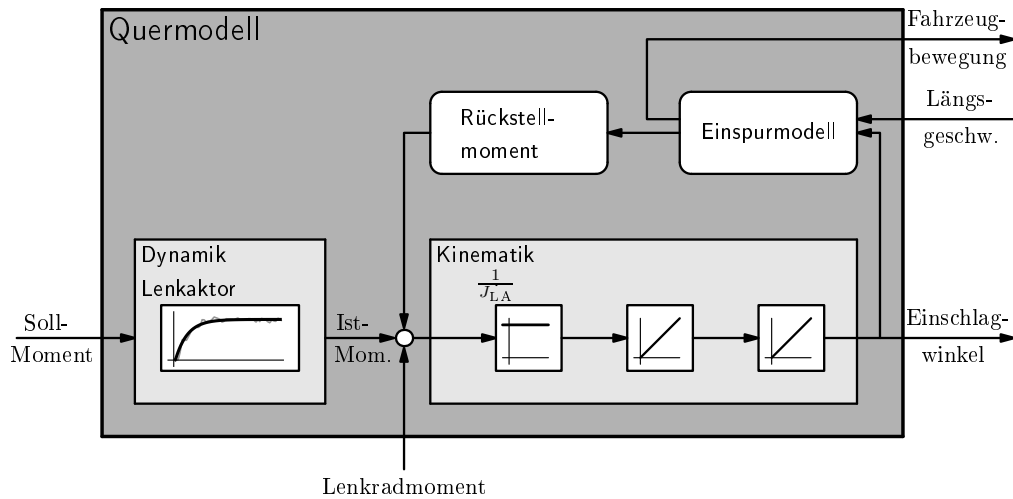 Quermodell
Fahrzeug-
bewegung
Längs-
geschw.
Rückstell-
moment
Einspurmodell
Dynamik
Lenkaktor
Kinematik
1
J_LA
Soll-
Moment
Ist-
Mom.
Einschlag-
winkel
Lenkradmoment